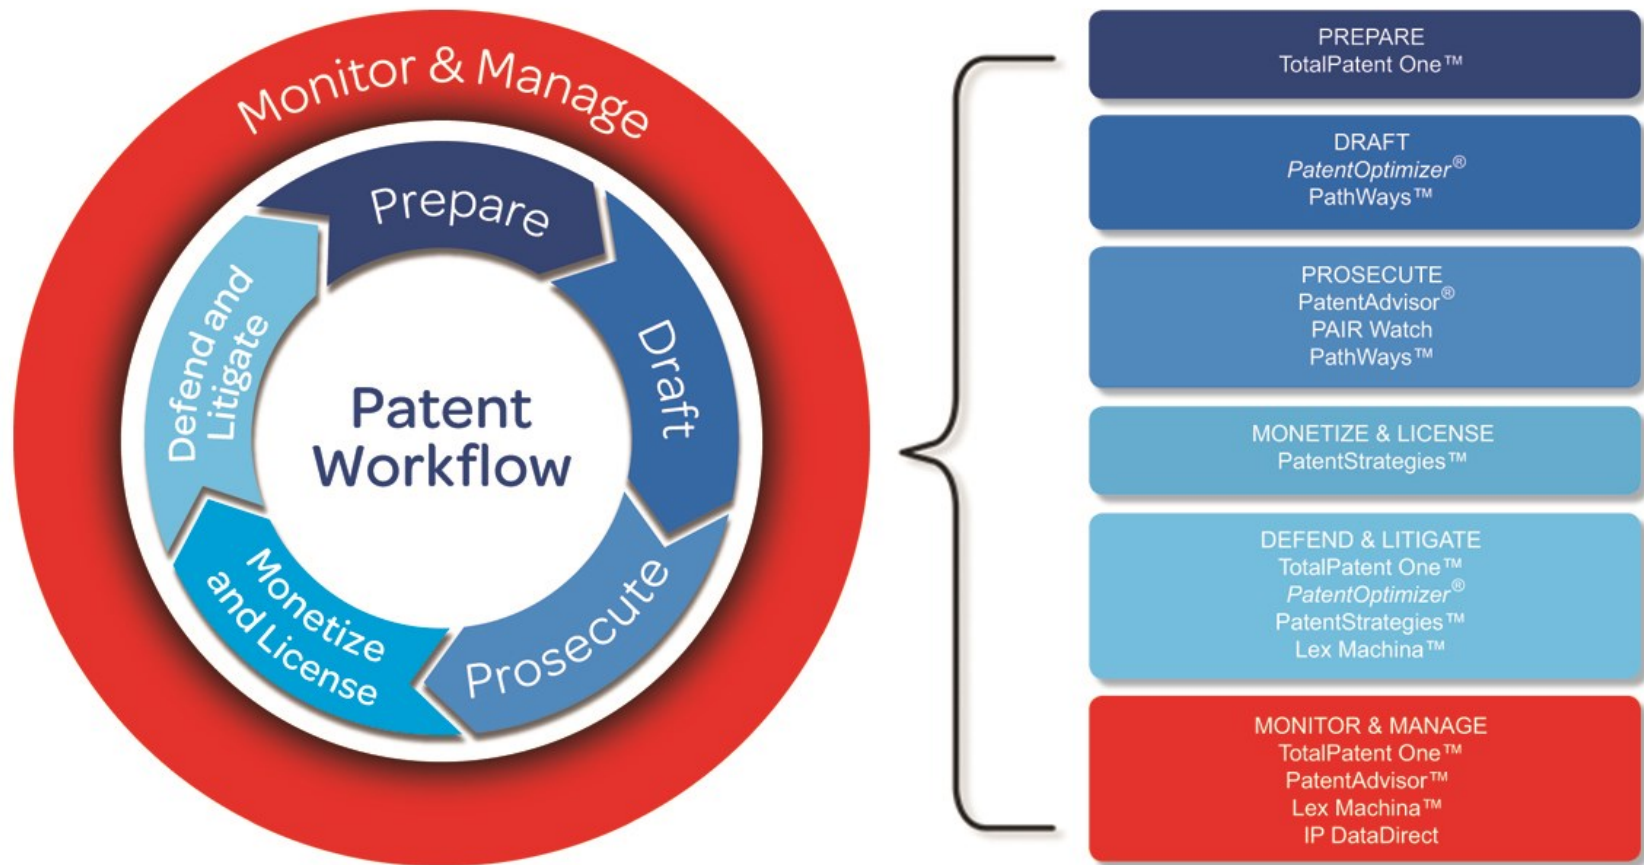 Monitor & Manage
Prepare
Draft
Prosecute
Monetize
and License
Defend and
Litigate
Patent
Workflow
PREPARE
TotalPatent One™
DRAFT
PatentOptimizer®
PathWays™
PROSECUTE
PatentAdvisor®
PAIR Watch
PathWays™
MONETIZE & LICENSE
PatentStrategies™
DEFEND & LITIGATE
TotalPatent One™
PatentOptimizer®
PatentStrategies™
Lex Machina™
MONITOR & MANAGE
TotalPatent One™
PatentAdvisor™
Lex Machina™
IP DataDirect